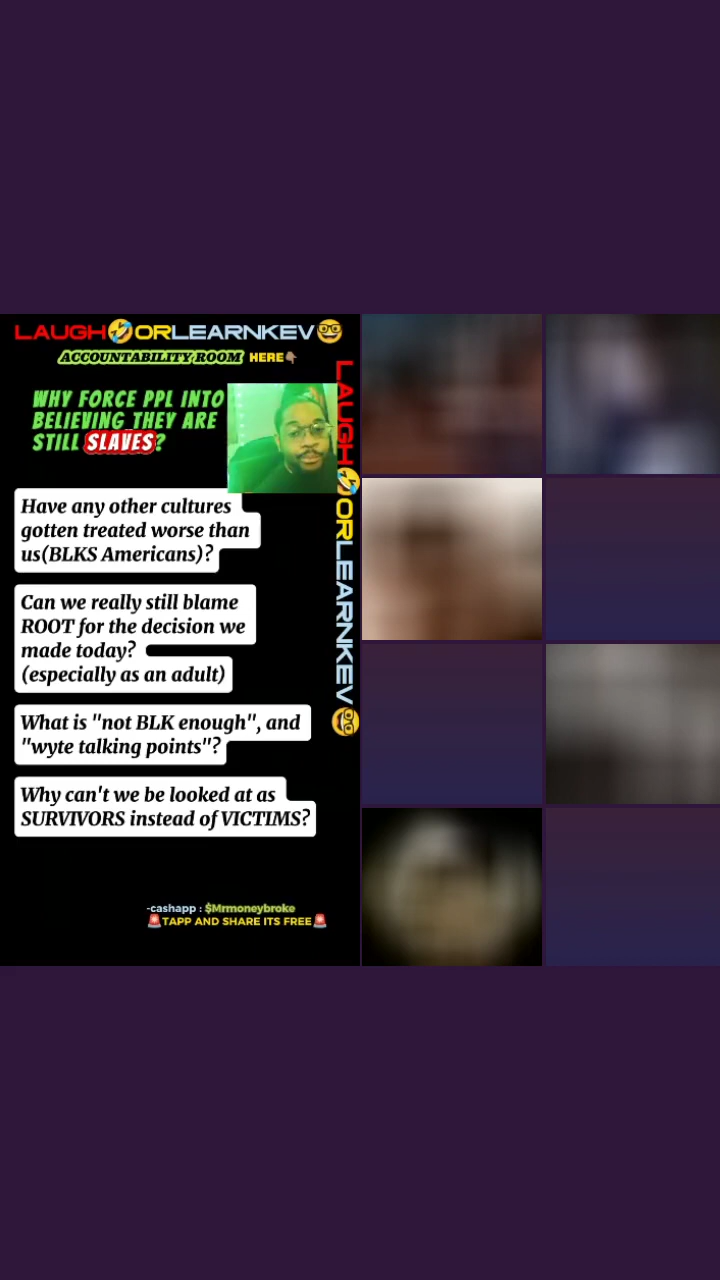 LAUGH🤣ORLEARNKEV🤓
ACCOUNTABILITY ROOM HERE👇🏽
WHY FORCE PPL INTO
BELIEVING THEY ARE
STILL SLAVES?
LAUGH🤣ORLEARNKEV🤓
Have any other cultures
gotten treated worse than
us(BLKS Americans)?
Can we really still blame
ROOT for the decision we
made today?
(especially as an adult)
What is "not BLK enough", and
"wyte talking points"?
Why can't we be looked at as
SURVIVORS instead of VICTIMS?
-cashapp : $Mrmoneybroke
🚨TAPP AND SHARE ITS FREE🚨